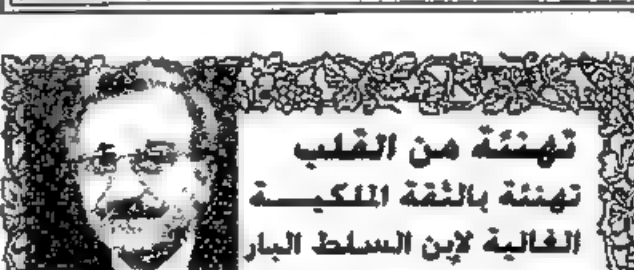 تهنئة من القلب
تهنئة بالثقة الملكية
الغالية لابن السلط البار